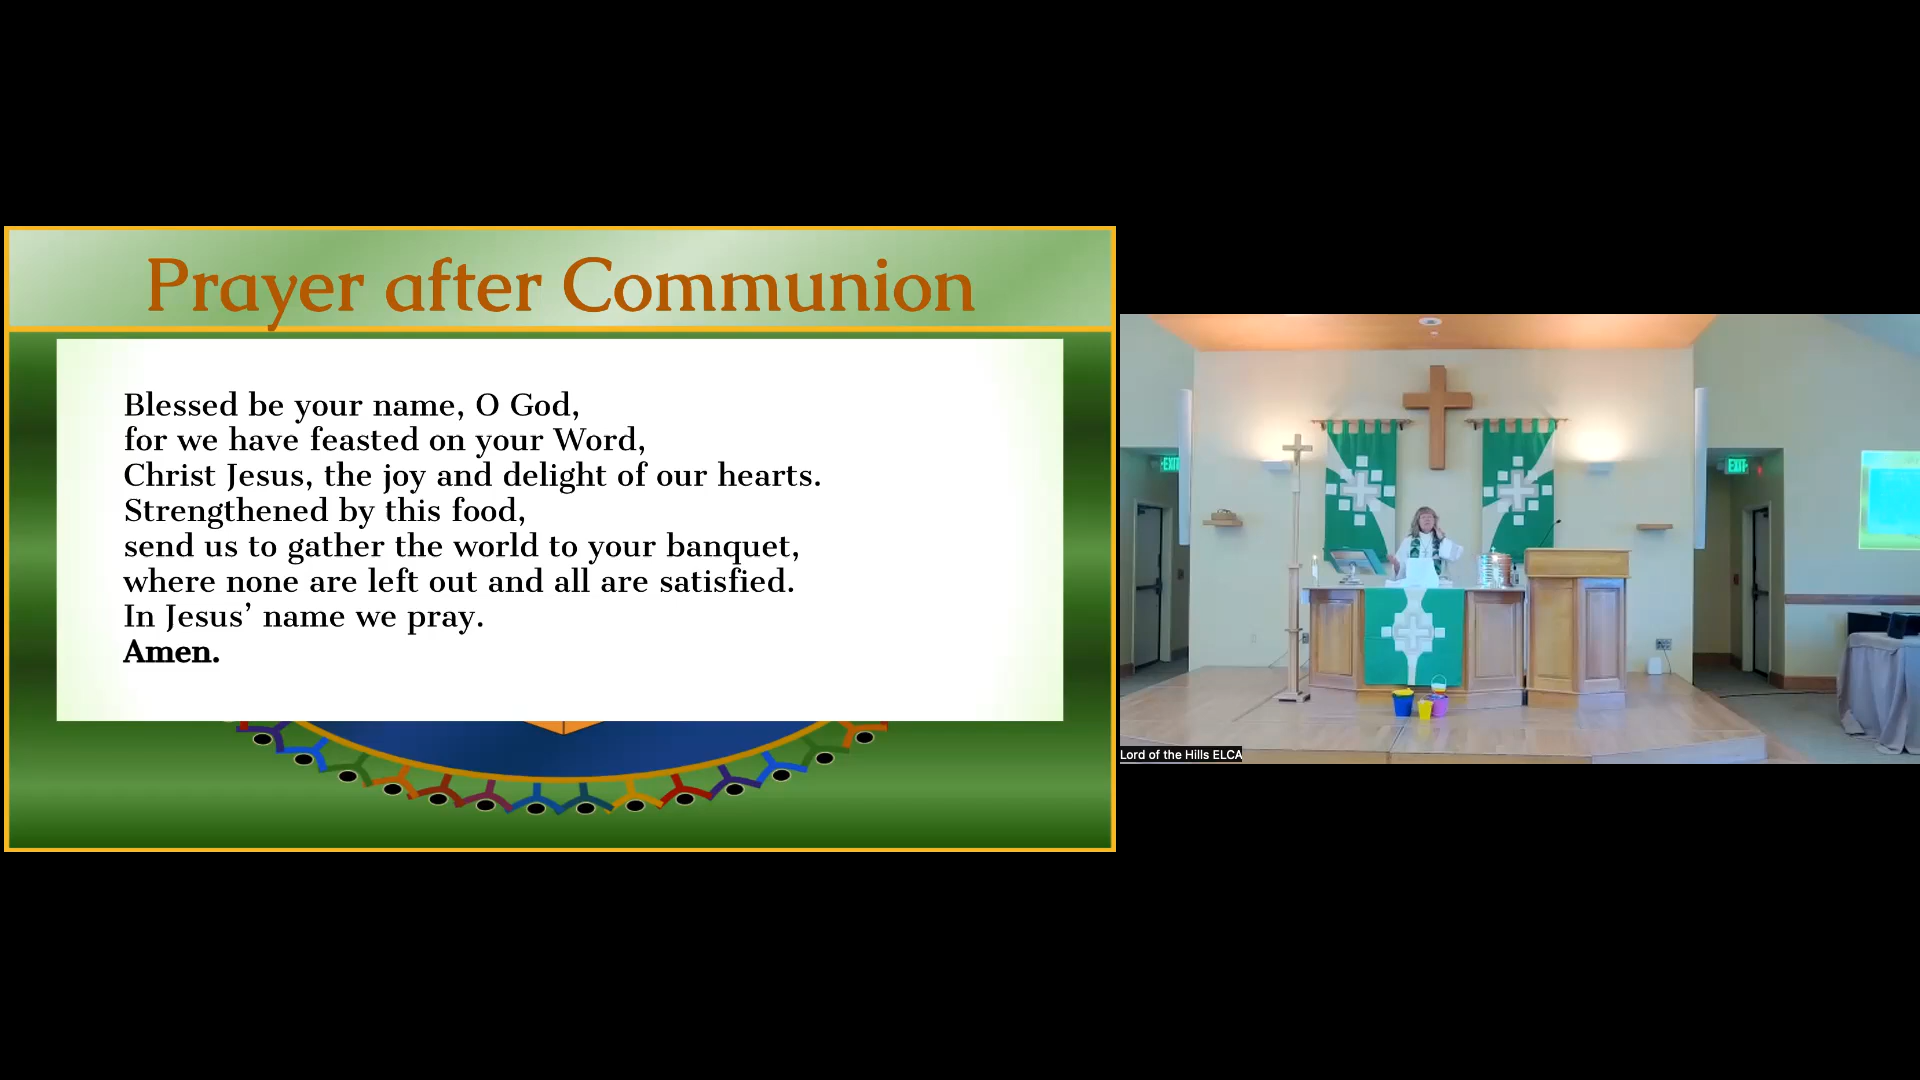 Prayer after Communion
Blessed be your name, O God,
for we have feasted on your Word,
Christ Jesus, the joy and delight of our hearts.
Strengthened by this food,
send us to gather the world to your banquet,
where none are left out and all are satisfied.
In Jesus’ name we pray.
Amen.
EXIT
EXIT
Lord of the Hills ELCA